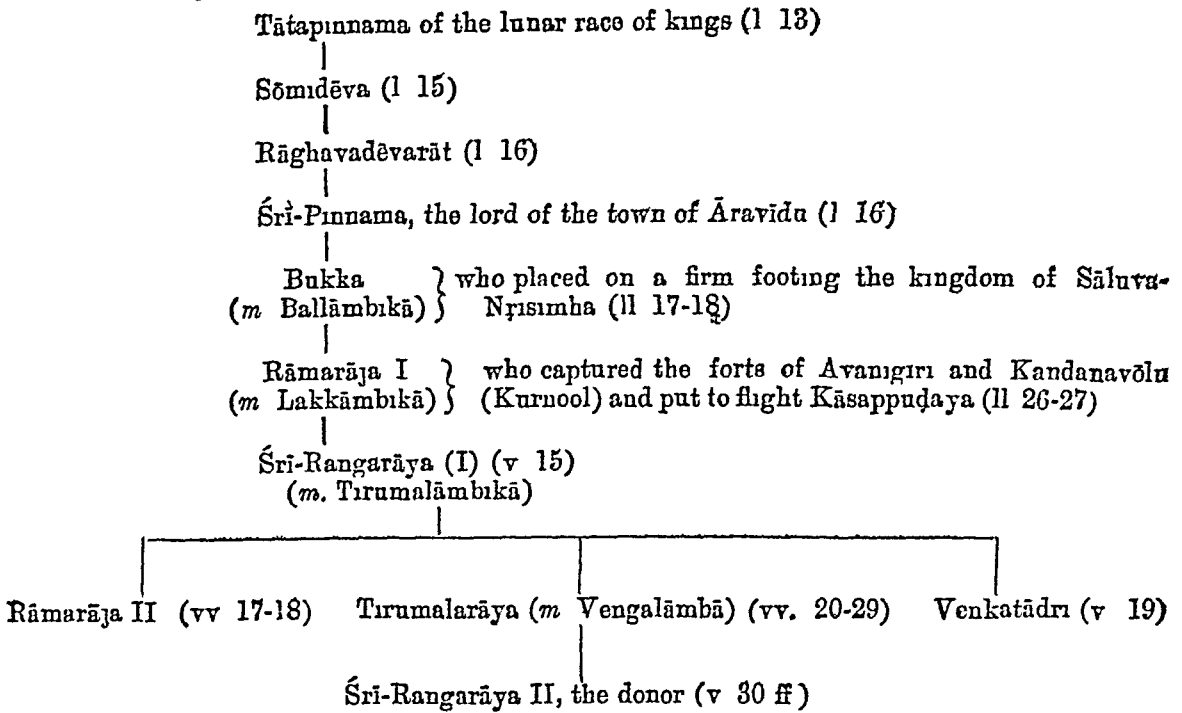 Tātapinnama of the lunar race of kings (l 13)
Sōmidēva (l 15)
Rāghavadēvarāt (l 16)
Śrī-Pinnama, the lord of the town of Āravīdu (l 16)
Bukka } who placed on a firm footing the kingdom of Sāluva-
(m Ballāmbikā) } Nṛisimha (ll 17-18)
Rāmarāja I } who captured the forts of Avanigiri and Kandanavōlu
(m Lakkāmbikā) } (Kurnool) and put to flight Kāsappuḍaya (ll 26-27)
Śrī-Rangarāya (I) (v 15)
(m. Tirumalāmbikā)
Rāmarāja II (vv 17-18) Tirumalarāya (m Vengalāmbā) (vv. 20-29) Venkatādri (v 19)
Śrī-Rangarāya II, the donor (v 30 ff)